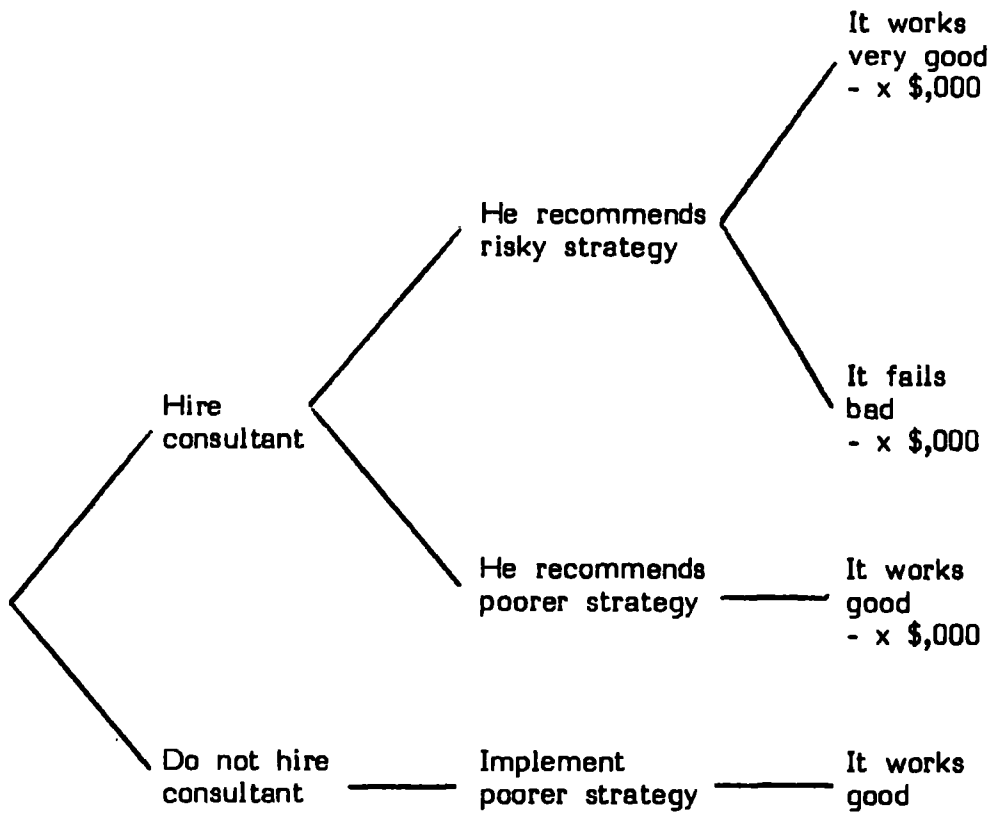 It works
very good
- x $,000
He recommends
risky strategy
Hire
consultant
It fails
bad
- x $,000
He recommends
poorer strategy
It works
good
- x $,000
Do not hire
consultant
Implement
poorer strategy
It works
good